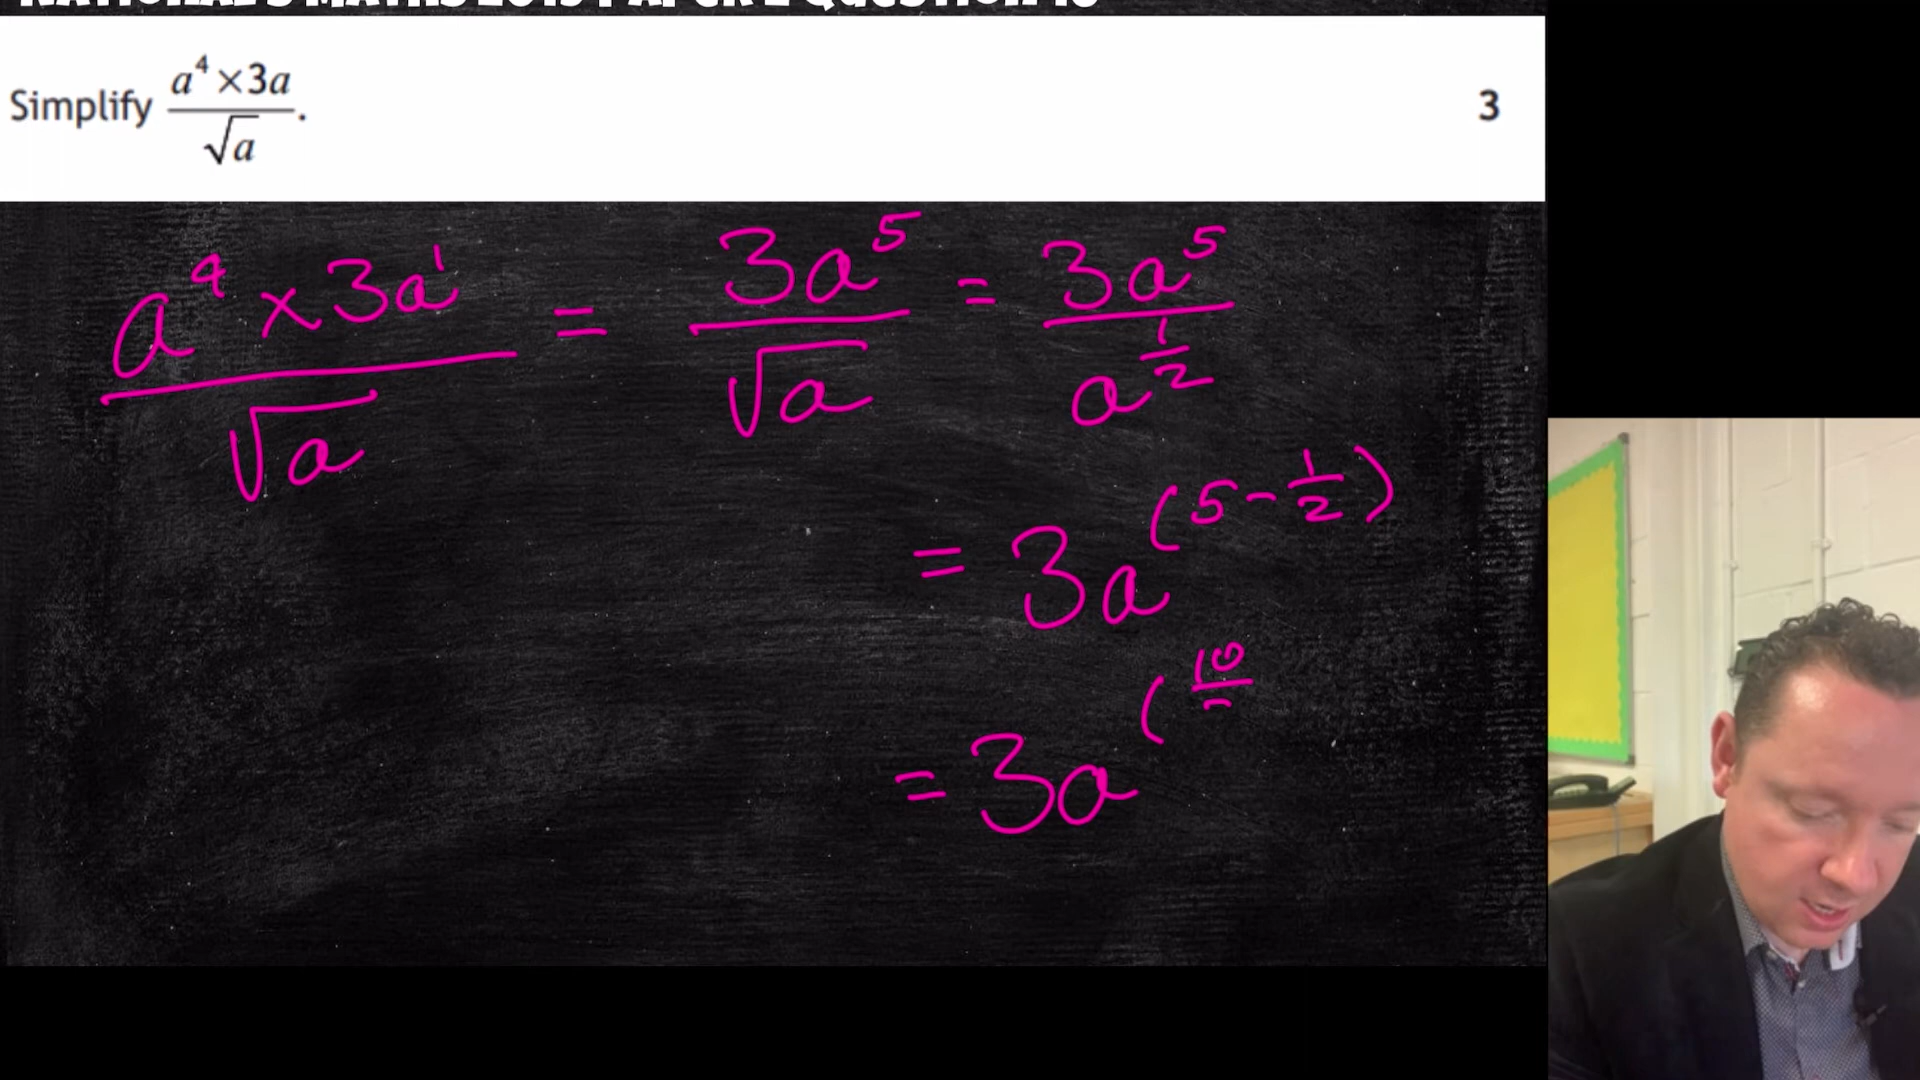 Simplify a⁴×3a/√a. 3
a⁴ × 3a¹/√a = 3a⁵/√a = 3a⁵/a^(1/2)
= 3a^(5-1/2)
= 3a^(10/